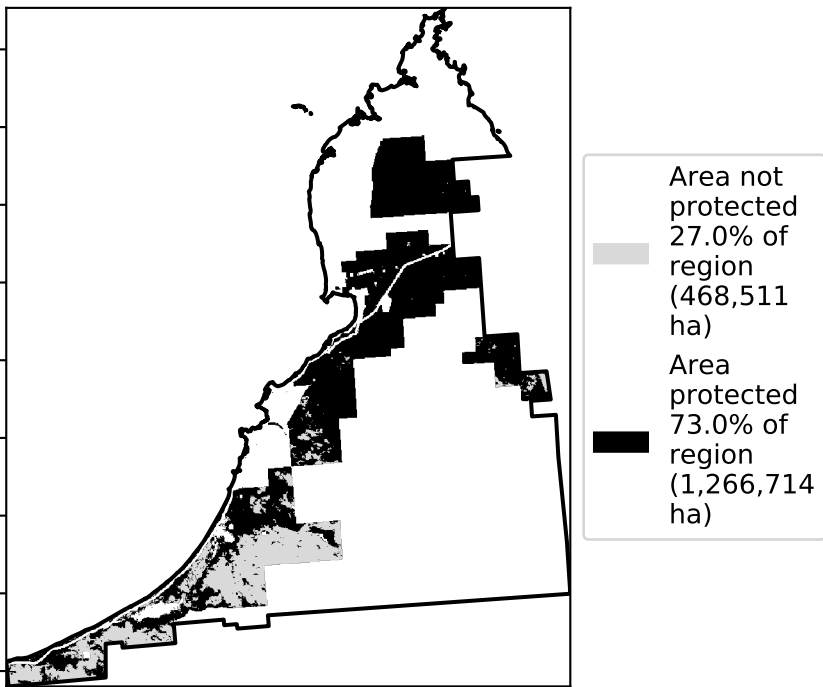 Area not
protected
27.0% of
region
(468,511
ha)
Area
protected
73.0% of
region
(1,266,714
ha)